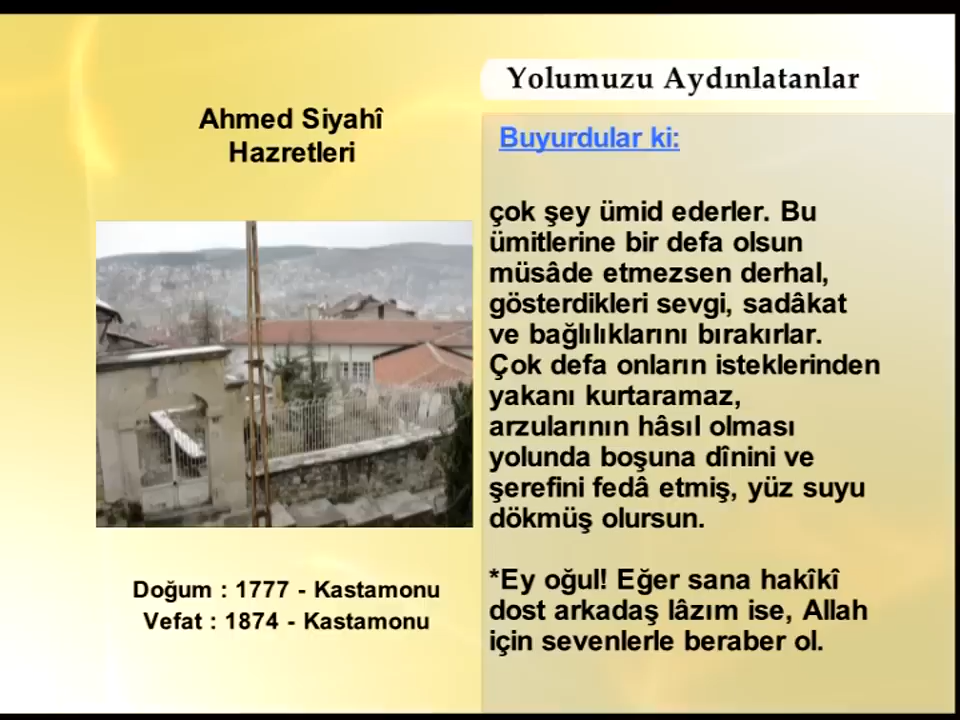 Yolumuzu Aydınlatanlar
Ahmed Siyahî
Hazretleri
Buyurdular ki:
çok şey ümid ederler. Bu
ümitlerine bir defa olsun
müsâde etmezsen derhal,
gösterdikleri sevgi, sadâkat
ve bağlılıklarını bırakırlar.
Çok defa onların isteklerinden
yakanı kurtaramaz,
arzularının hâsıl olması
yolunda boşuna dînini ve
şerefini fedâ etmiş, yüz suyu
dökmüş olursun.
*Ey oğul! Eğer sana hakîkî
dost arkadaş lâzım ise, Allah
için sevenlerle beraber ol.
Doğum : 1777 - Kastamonu
Vefat : 1874 - Kastamonu